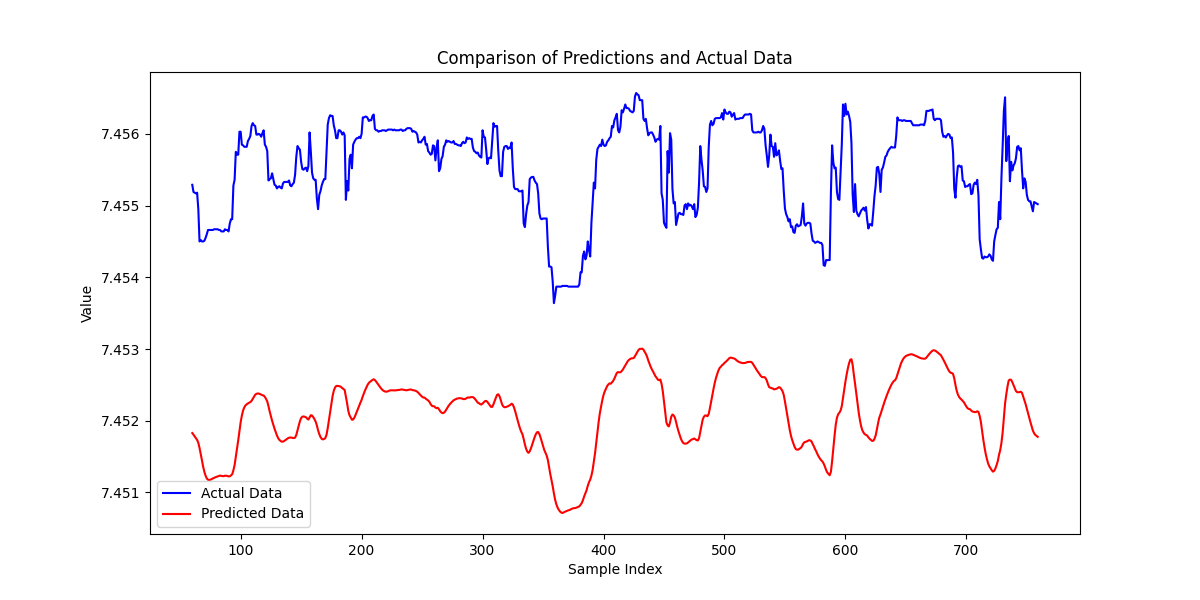 Comparison of Predictions and Actual Data
Value
7.456
7.455
7.454
7.453
7.452
7.451
Actual Data
Predicted Data
100 200 300 400 500 600 700
Sample Index